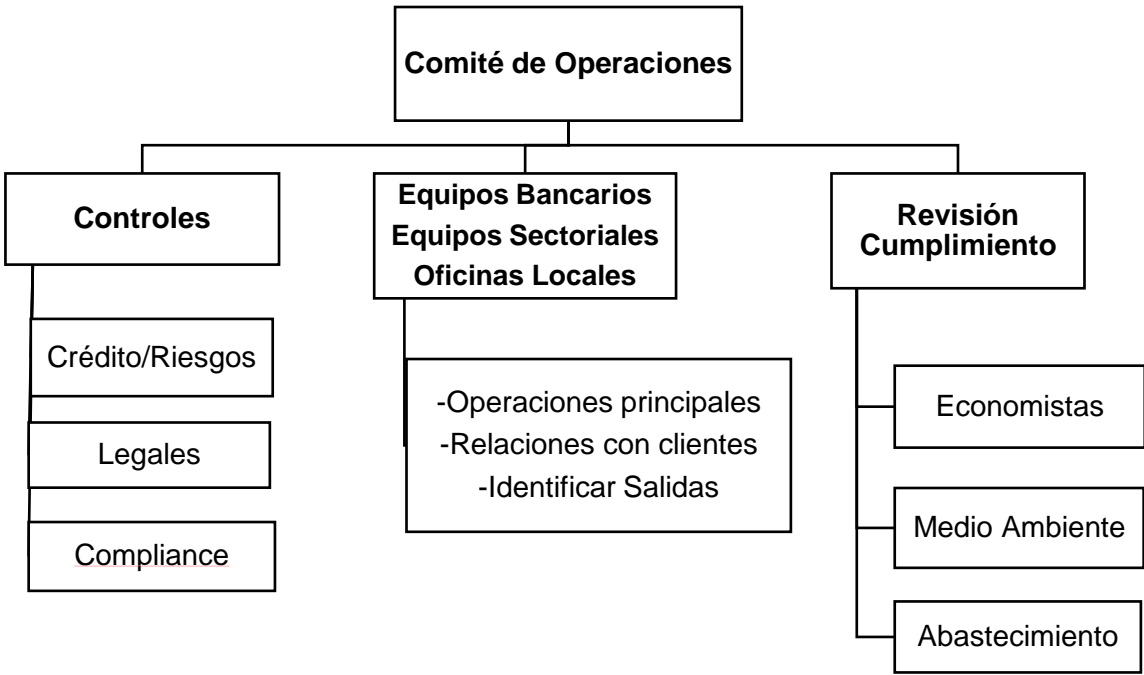 Comité de Operaciones
Controles
Crédito/Riesgos
Legales
Compliance
Equipos Bancarios
Equipos Sectoriales
Oficinas Locales
-Operaciones principales
-Relaciones con clientes
-Identificar Salidas
Revisión
Cumplimiento
Economistas
Medio Ambiente
Abastecimiento